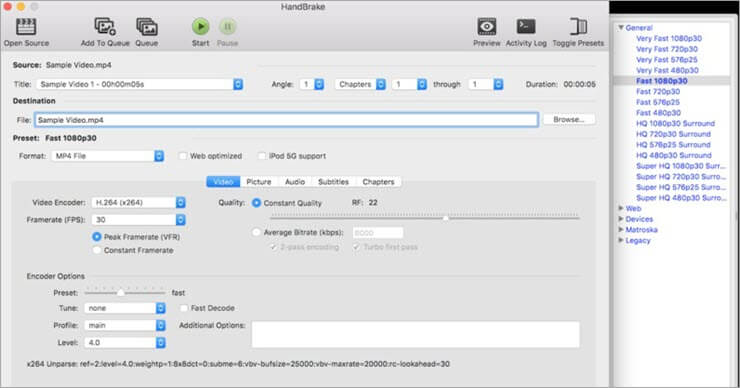 HandBrake
Open Source
Add To Queue
Queue
Start
Pause
Preview
Activity Log
Toggle Presets
Source: Sample Video.mp4
Title: Sample Video 1 - 00h00m05s
Angle: 1 Chapters 1 through 1 Duration: 00:00:05
Destination
File: Sample Video.mp4 Browse...
Preset: Fast 1080p30
Format: MP4 File Web optimized iPod 5G support
Video Picture Audio Subtitles Chapters
Video Encoder: H.264 (x264) Quality: Constant Quality RF: 22
Framerate (FPS): 30
Peak Framerate (VFR) Average Bitrate (kbps): 6000
Constant Framerate 2-pass encoding Turbo first pass
Encoder Options
Preset: fast
Tune: none Fast Decode
Profile: main Additional Options:
Level: 4.0
x264 Unparse: ref=2:level=4.0:weightp=1:8x8dct=0:subme=6:vbv-bufsize=25000:vbv-maxrate=20000:rc-lookahead=30
General
Very Fast 1080p30
Very Fast 720p30
Very Fast 576p25
Very Fast 480p30
Fast 1080p30
Fast 720p30
Fast 576p25
Fast 480p30
HQ 1080p30 Surround
HQ 720p30 Surround
HQ 576p25 Surround
HQ 480p30 Surround
Super HQ 1080p30 Surro...
Super HQ 720p30 Surro...
Super HQ 576p25 Surro...
Super HQ 480p30 Surro...
Web
Devices
Matroska
Legacy